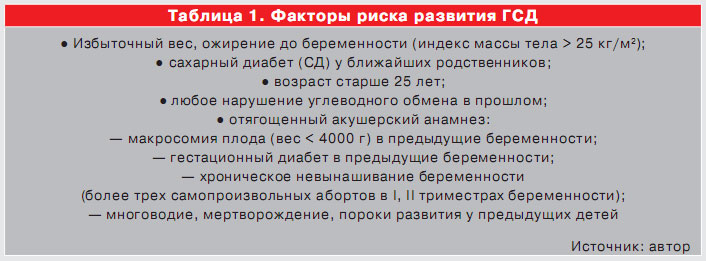 Таблица 1. Факторы риска развития ГСД
● Избыточный вес, ожирение до беременности (индекс массы тела > 25 кг/м²);
● сахарный диабет (СД) у ближайших родственников;
● возраст старше 25 лет;
● любое нарушение углеводного обмена в прошлом;
● отягощенный акушерский анамнез:
— макросомия плода (вес < 4000 г) в предыдущие беременности;
— гестационный диабет в предыдущие беременности;
— хроническое невынашивание беременности
(более трех самопроизвольных абортов в I, II триместрах беременности);
— многоводие, мертворождение, пороки развития у предыдущих детей
Источник: автор